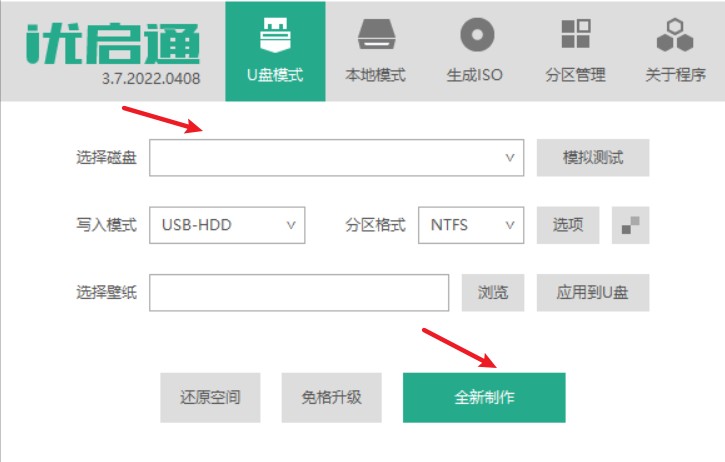 优启通
3.7.2022.0408
U盘模式
本地模式
生成ISO
分区管理
关于程序
选择磁盘
模拟测试
写入模式
USB-HDD
分区格式
NTFS
选项
选择壁纸
浏览
应用到U盘
还原空间
免格升级
全新制作